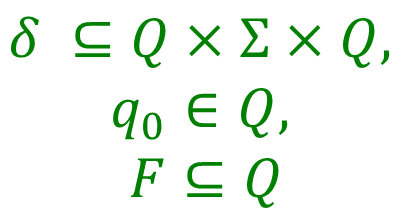 δ ⊆ Q × Σ × Q,
q₀ ∈ Q,
F ⊆ Q